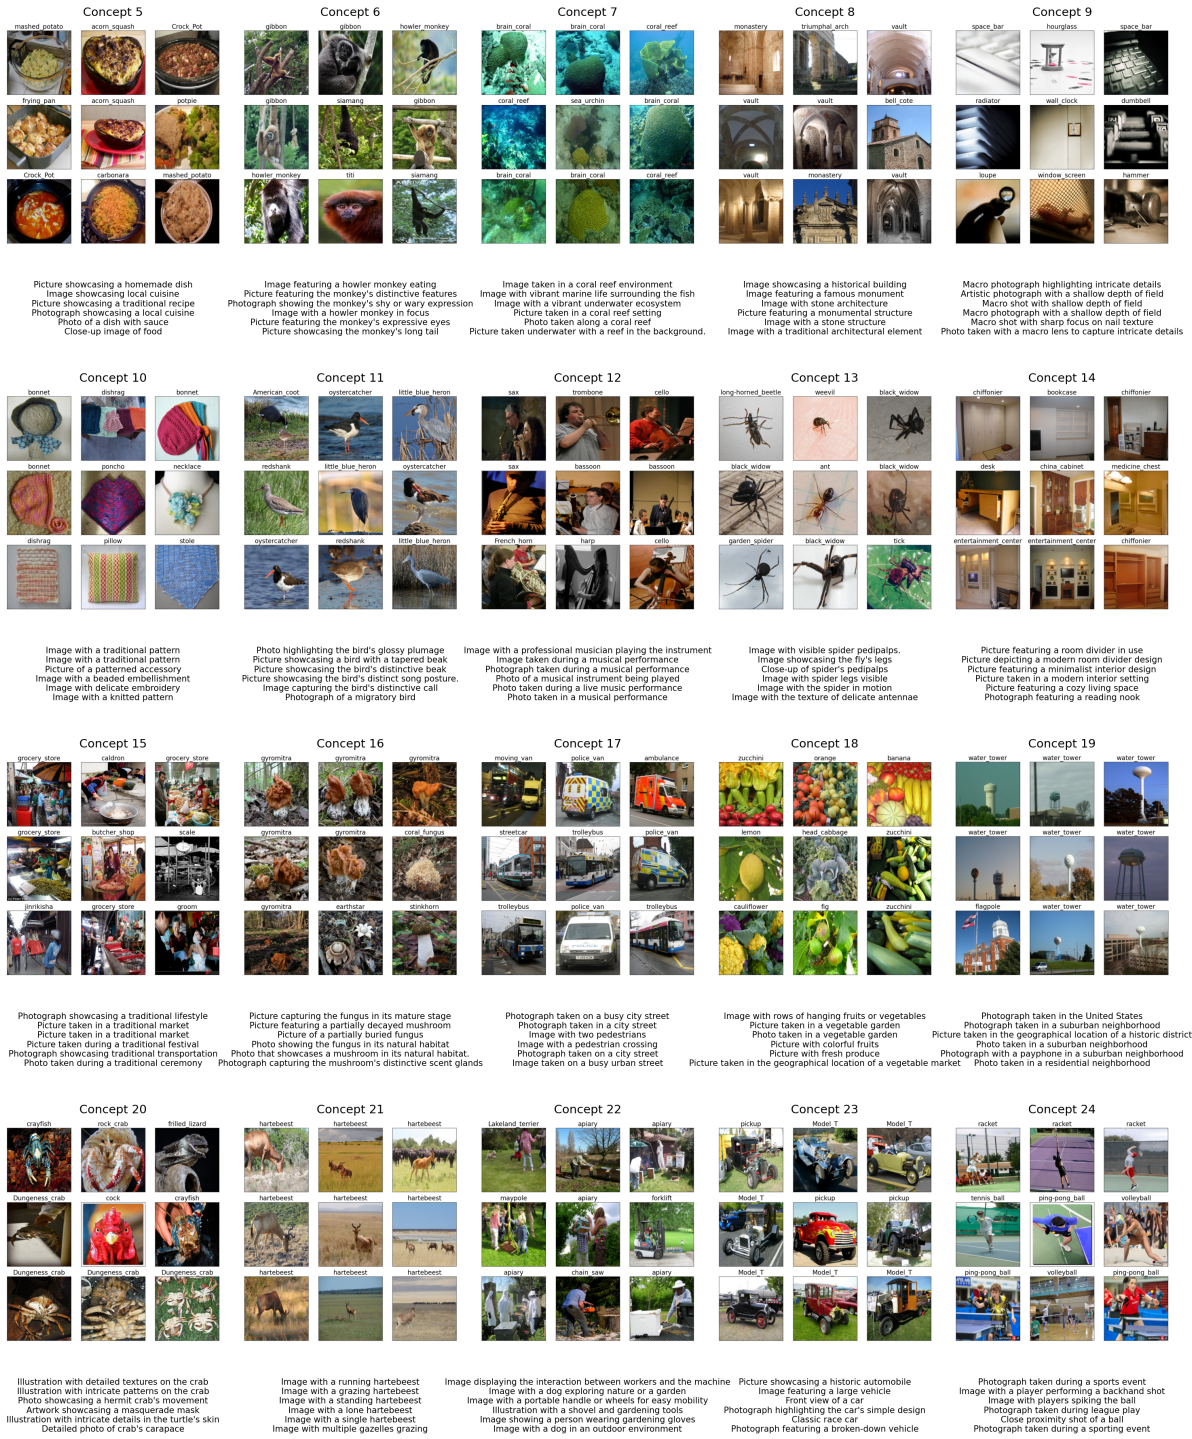 Concept 5
Concept 6
Concept 7
Concept 8
Concept 9
mashed_potato
acorn_squash
Crock_Pot
gibbon
gibbon
howler_monkey
brain_coral
brain_coral
coral_reef
monastery
triumphal_arch
vault
space_bar
hourglass
space_bar
frying_pan
acorn_squash
potpie
gibbon
siamang
gibbon
coral_reef
sea_urchin
brain_coral
vault
vault
bell_cote
radiator
wall_clock
dumbbell
Crock_Pot
carbonara
mashed_potato
howler_monkey
titi
siamang
brain_coral
brain_coral
coral_reef
vault
monastery
vault
loupe
window_screen
hammer
Picture showcasing a homemade dish
Image showcasing local cuisine
Picture showcasing a traditional recipe
Photograph showcasing local cuisine
Photo of a dish with sauce
Close-up image of food
Image featuring a howler monkey eating
Picture featuring the monkey's distinctive features
Photograph showing the monkey's shy or wary expression
Image with a howler monkey in focus
Picture featuring the monkey's expressive eyes
Picture showcasing the monkey's long tail
Image taken in a coral reef environment
Image with vibrant marine life surrounding the fish
Image with a vibrant underwater ecosystem
Picture taken in a coral reef setting
Photo taken along a coral reef
Picture taken underwater with a reef in the background.
Image showcasing a historical building
Image featuring a famous monument
Image with stone architecture
Picture featuring a monumental structure
Image with a stone structure
Image with a traditional architectural element
Macro photograph highlighting intricate details
Artistic photograph with a shallow depth of field
Macro shot with shallow depth of field
Macro photograph with a shallow depth of field
Macro shot with sharp focus on nail texture
Photo taken with a macro lens to capture intricate details
Concept 10
Concept 11
Concept 12
Concept 13
Concept 14
bonnet
dishrag
bonnet
American_coot
oystercatcher
little_blue_heron
sax
trombone
cello
long-horned_beetle
weevil
black_widow
chiffonier
bookcase
chiffonier
bonnet
poncho
necklace
redshank
little_blue_heron
oystercatcher
sax
bassoon
bassoon
black_widow
ant
black_widow
desk
china_cabinet
medicine_chest
dishrag
pillow
stole
oystercatcher
redshank
little_blue_heron
French_horn
harp
cello
garden_spider
black_widow
tick
entertainment_center
entertainment_center
chiffonier
Image with a traditional pattern
Image with a traditional pattern
Picture of a patterned accessory
Image with a beaded embellishment
Image with delicate embroidery
Image with a knitted pattern
Photo highlighting the bird's glossy plumage
Picture showcasing a bird with a tapered beak
Picture showcasing the bird's distinctive beak
Picture showcasing the bird's distinct song posture.
Image capturing the bird's distinctive call
Photograph of a migratory bird
Image with a professional musician playing the instrument
Image taken during a musical performance
Photograph taken during a musical performance
Photo of a musical instrument being played
Photo taken during a live music performance
Photo taken in a musical performance
Image with visible spider pedipalps.
Image showcasing the fly's legs
Close-up of spider's pedipalps
Image with spider legs visible
Image with the spider in motion
Image with the texture of delicate antennae
Picture featuring a room divider in use
Picture depicting a modern room divider design
Picture featuring a minimalist interior design
Picture taken in a modern interior setting
Picture featuring a cozy living space
Photograph featuring a reading nook
Concept 15
Concept 16
Concept 17
Concept 18
Concept 19
grocery_store
caldron
grocery_store
gyromitra
gyromitra
gyromitra
moving_van
police_van
ambulance
zucchini
orange
banana
water_tower
water_tower
water_tower
grocery_store
butcher_shop
scale
gyromitra
gyromitra
coral_fungus
streetcar
trolleybus
police_van
lemon
head_cabbage
zucchini
water_tower
water_tower
water_tower
jinrikisha
grocery_store
groom
gyromitra
earthstar
stinkhorn
trolleybus
police_van
trolleybus
cauliflower
fig
zucchini
flagpole
water_tower
water_tower
Photograph showcasing a traditional lifestyle
Picture taken in a traditional market
Picture taken in a traditional market
Picture taken during a traditional festival
Photograph showcasing traditional transportation
Photo taken during a traditional ceremony
Picture capturing the fungus in its mature stage
Picture featuring a partially decayed mushroom
Picture of a partially buried fungus
Photo showing the fungus in its natural habitat
Photo that showcases a mushroom in its natural habitat.
Photograph capturing the mushroom's distinctive scent glands
Photograph taken on a busy city street
Photograph taken in a city street
Image with two pedestrians
Image with a pedestrian crossing
Photograph taken on a city street
Image taken on a busy urban street
Image with rows of hanging fruits or vegetables
Picture taken in a vegetable garden
Photo taken in a vegetable garden
Picture with colorful fruits
Picture with fresh produce
Picture taken in the geographical location of a vegetable market
Photograph taken in the United States
Photograph taken in a suburban neighborhood
Picture taken in the geographical location of a historic district
Photo taken in a suburban neighborhood
Photograph with a payphone in a suburban neighborhood
Photo taken in a residential neighborhood
Concept 20
Concept 21
Concept 22
Concept 23
Concept 24
crayfish
rock_crab
frilled_lizard
hartebeest
hartebeest
hartebeest
Lakeland_terrier
apiary
apiary
pickup
Model_T
Model_T
racket
racket
racket
Dungeness_crab
cock
crayfish
hartebeest
hartebeest
hartebeest
maypole
apiary
forklift
Model_T
pickup
pickup
tennis_ball
ping-pong_ball
volleyball
Dungeness_crab
Dungeness_crab
Dungeness_crab
hartebeest
hartebeest
hartebeest
apiary
chain_saw
apiary
Model_T
Model_T
Model_T
ping-pong_ball
volleyball
ping-pong_ball
Illustration with detailed textures on the crab
Illustration with intricate patterns on the crab
Photo showcasing a hermit crab's movement
Artwork showcasing a masquerade mask
Illustration with intricate details in the turtle's skin
Detailed photo of crab's carapace
Image with a running hartebeest
Image with a grazing hartebeest
Image with a standing hartebeest
Image with a lone hartebeest
Image with a single hartebeest
Image with multiple gazelles grazing
Image displaying the interaction between workers and the machine
Image with a dog exploring nature or a garden
Image with a portable handle or wheels for easy mobility
Illustration with a shovel and gardening tools
Image showing a person wearing gardening gloves
Image with a dog in an outdoor environment
Picture showcasing a historic automobile
Image featuring a large vehicle
Front view of a car
Photograph highlighting the car's simple design
Classic race car
Photograph featuring a broken-down vehicle
Photograph taken during a sports event
Image with a player performing a backhand shot
Image with players spiking the ball
Photograph taken during league play
Close proximity shot of a ball
Photograph taken during a sporting event